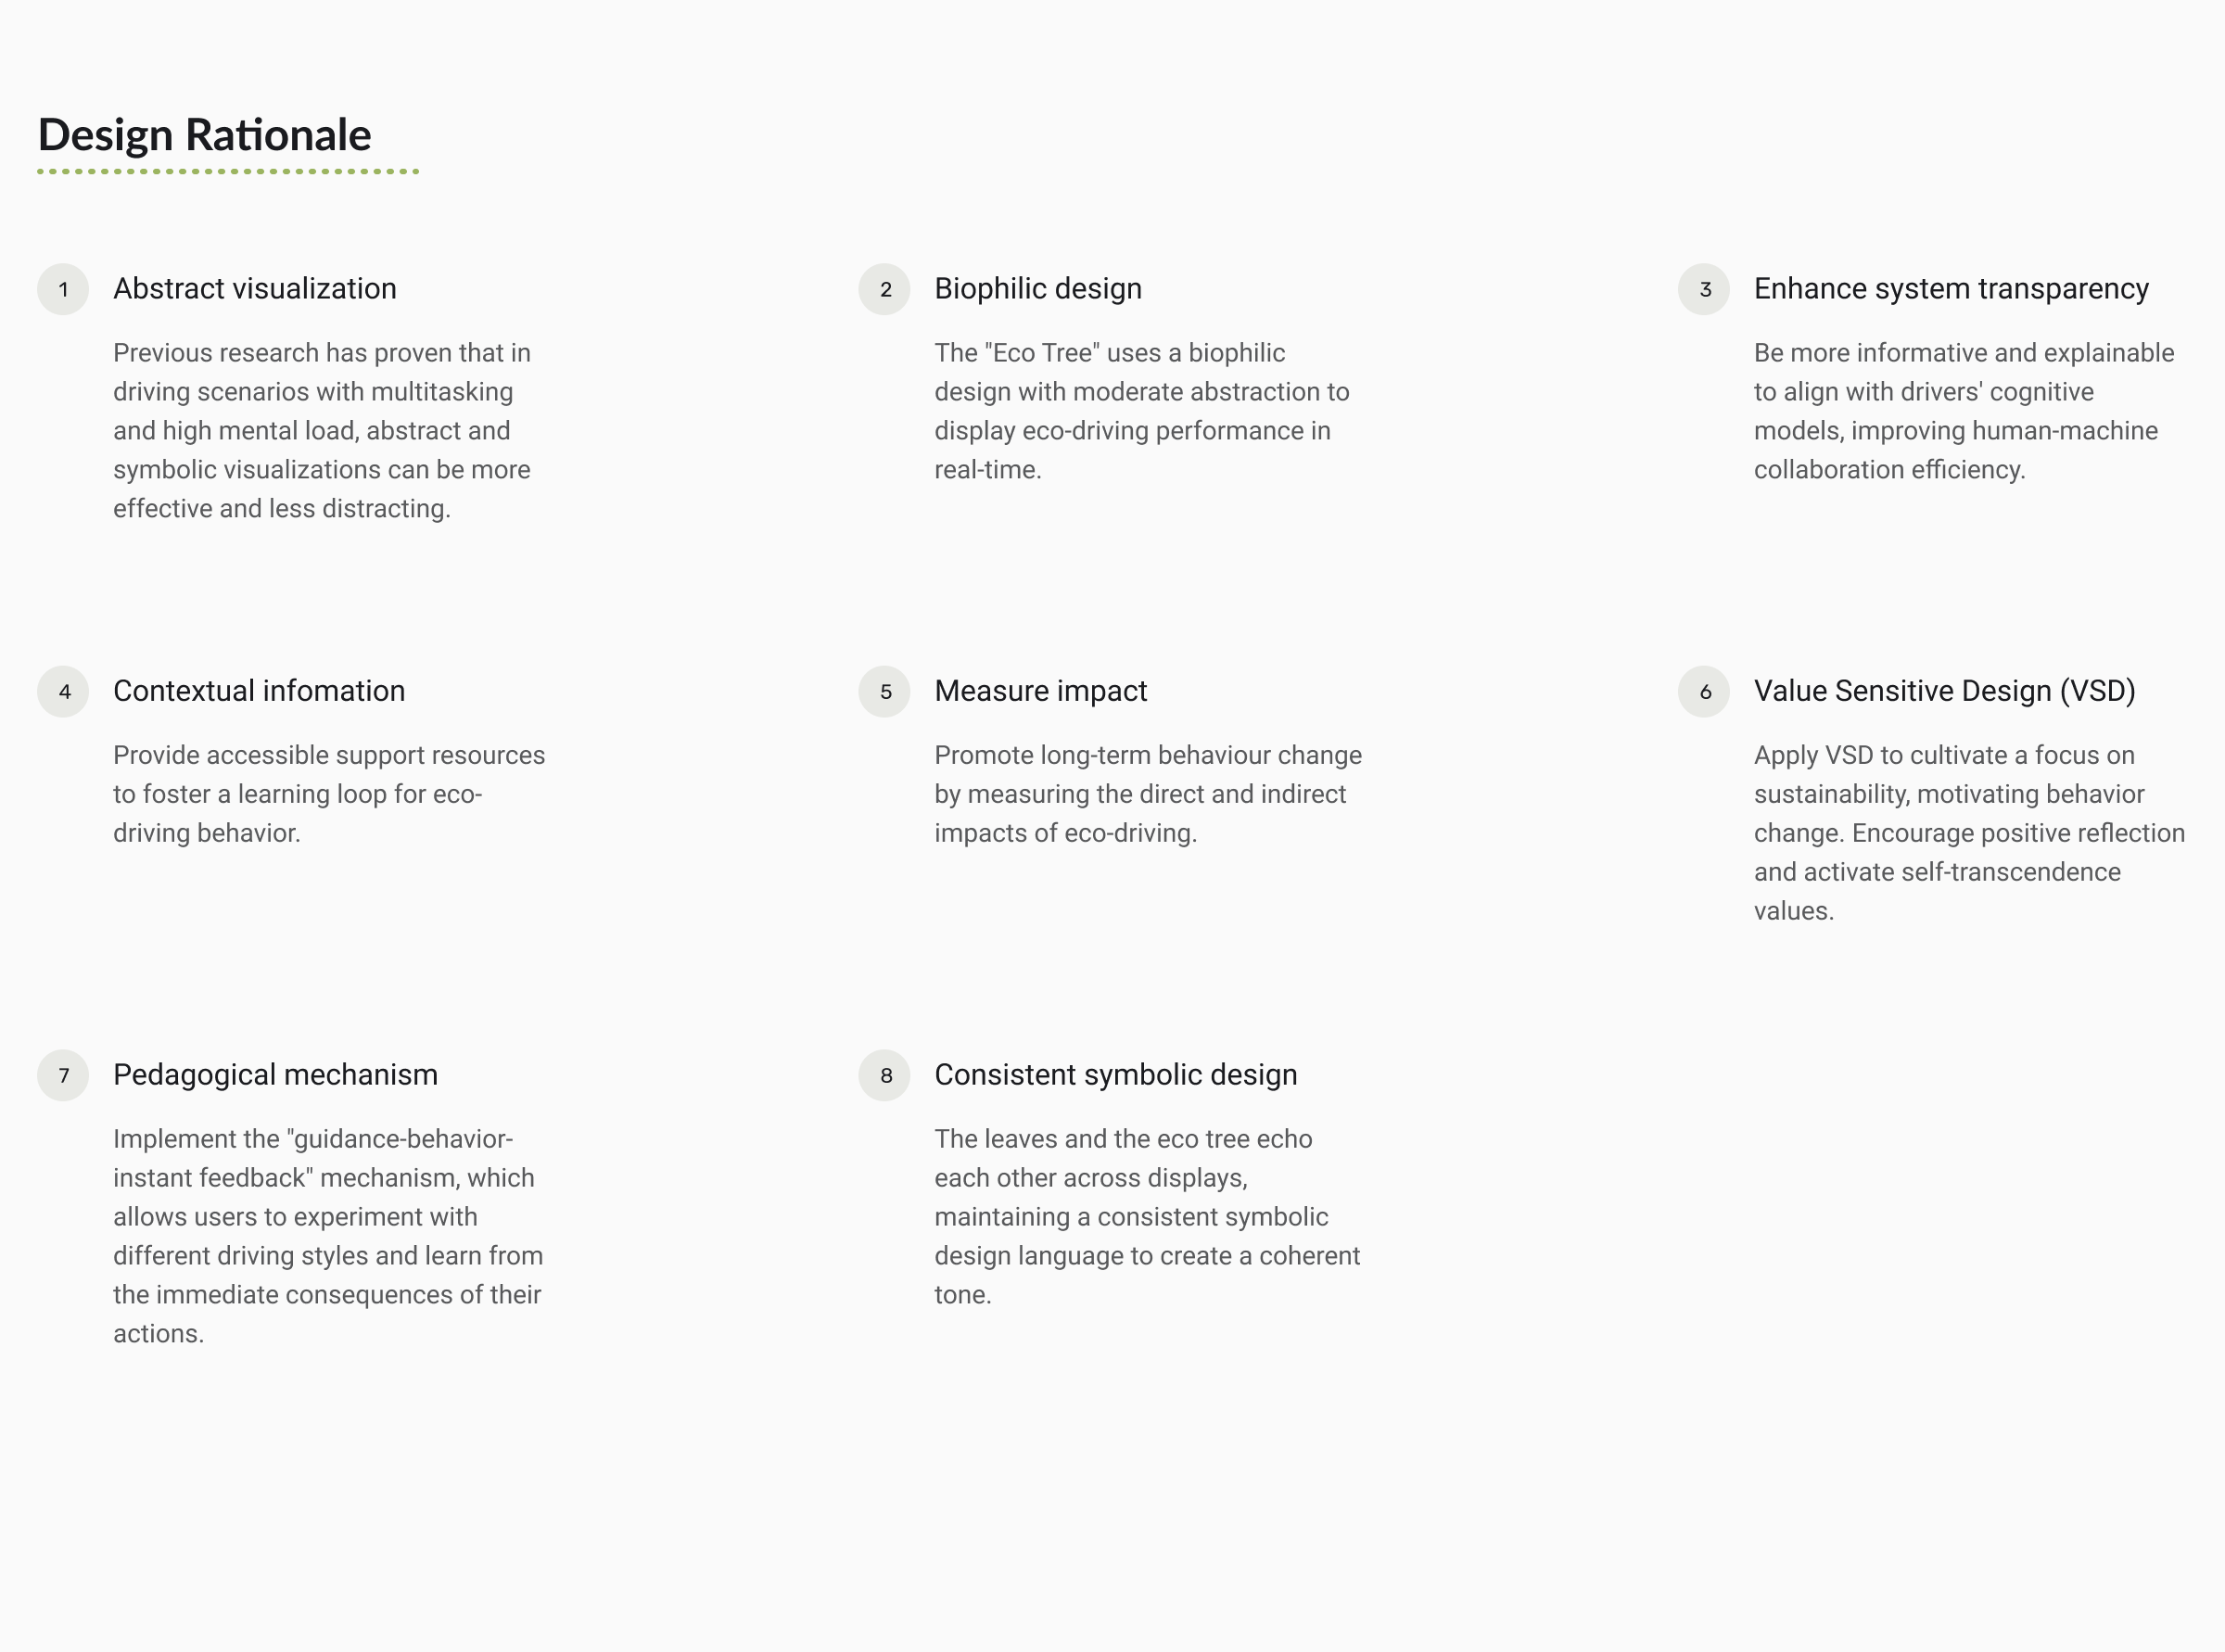 Design Rationale
1
Abstract visualization
Previous research has proven that in
driving scenarios with multitasking
and high mental load, abstract and
symbolic visualizations can be more
effective and less distracting.
2
Biophilic design
The "Eco Tree" uses a biophilic
design with moderate abstraction to
display eco-driving performance in
real-time.
3
Enhance system transparency
Be more informative and explainable
to align with drivers' cognitive
models, improving human-machine
collaboration efficiency.
4
Contextual infomation
Provide accessible support resources
to foster a learning loop for eco-
driving behavior.
5
Measure impact
Promote long-term behaviour change
by measuring the direct and indirect
impacts of eco-driving.
6
Value Sensitive Design (VSD)
Apply VSD to cultivate a focus on
sustainability, motivating behavior
change. Encourage positive reflection
and activate self-transcendence
values.
7
Pedagogical mechanism
Implement the "guidance-behavior-
instant feedback" mechanism, which
allows users to experiment with
different driving styles and learn from
the immediate consequences of their
actions.
8
Consistent symbolic design
The leaves and the eco tree echo
each other across displays,
maintaining a consistent symbolic
design language to create a coherent
tone.